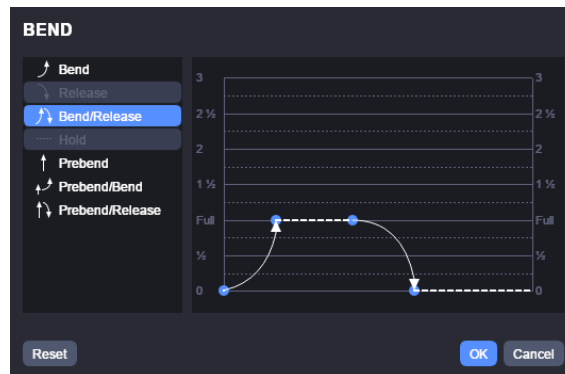 BEND
Bend
Release
Bend/Release
Hold
Prebend
Prebend/Bend
Prebend/Release
3 3
2 ½ 2 ½
2 2
1 ½ 1 ½
Full Full
½ ½
0 0
Reset OK Cancel